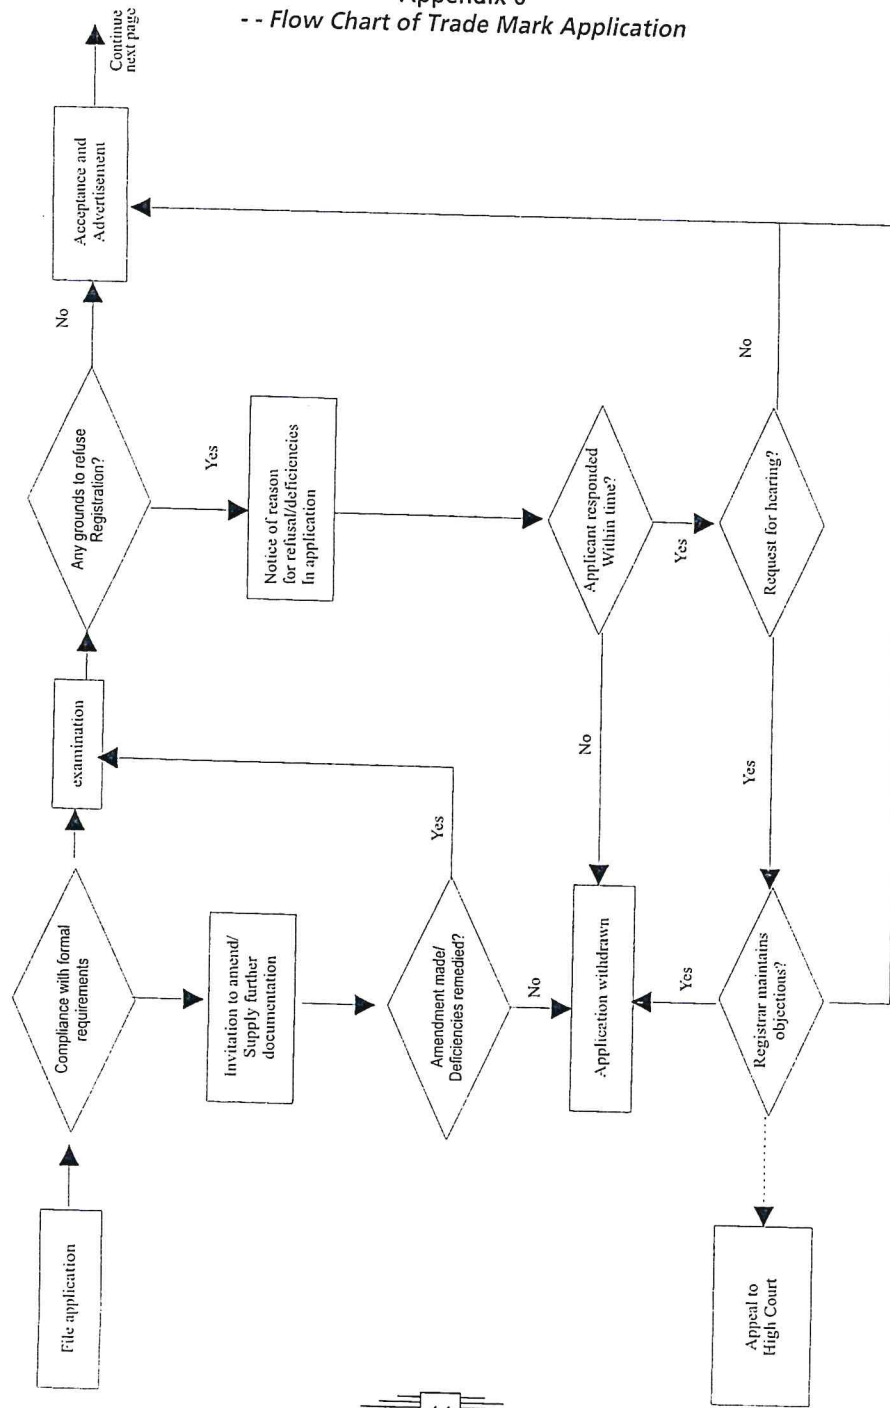 - - Flow Chart of Trade Mark Application
File application
Compliance with formal
requirements
examination
Any grounds to refuse
Registration?
No
Acceptance and
Advertisement
Continue
next page
Invitation to amend/
Supply further
documentation
Yes
Notice of reason
for refusal/deficiencies
In application
Amendment made/
Deficiencies remedied?
Yes
No
Application withdrawn
No
Applicant responded
Within time?
Yes
Yes
Appeal to
High Court
Registrar maintains
objections?
Yes
Request for hearing?
No